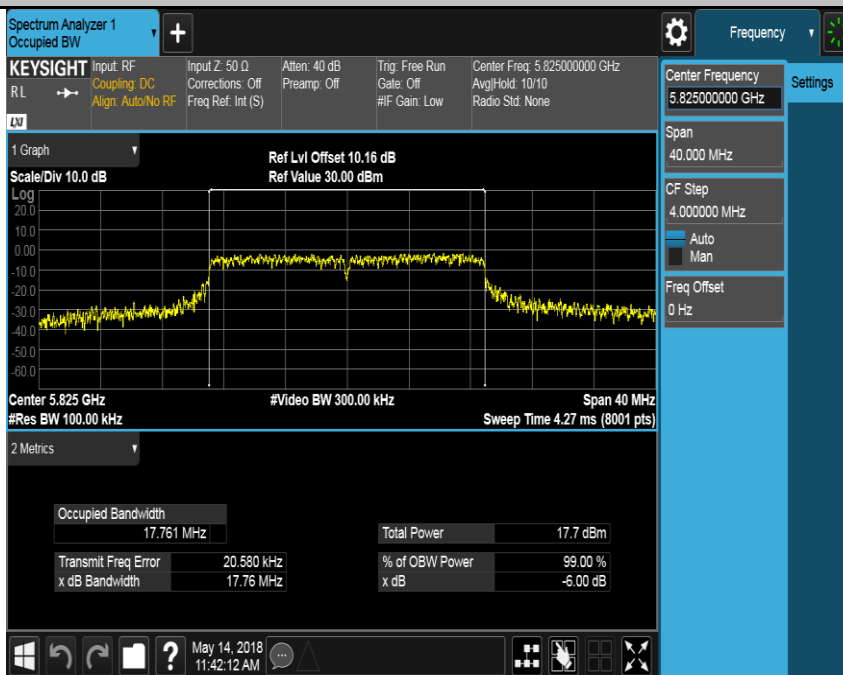 Spectrum Analyzer 1
Occupied BW
Frequency
KEYSIGHT
RL
LXI
Input: RF
Coupling: DC
Align: Auto/No RF
Input Z: 50 Ω
Corrections: Off
Freq Ref: Int (S)
Atten: 40 dB
Preamp: Off
Trig: Free Run
Gate: Off
#IF Gain: Low
Center Freq: 5.825000000 GHz
Avg|Hold: 10/10
Radio Std: None
1 Graph
Scale/Div 10.0 dB
Ref Lvl Offset 10.16 dB
Ref Value 30.00 dBm
Log
20.0
10.0
0.00
-10.0
-20.0
-30.0
-40.0
-50.0
-60.0
Center 5.825 GHz
#Video BW 300.00 kHz
Span 40 MHz
#Res BW 100.00 kHz
Sweep Time 4.27 ms (8001 pts)
2 Metrics
Occupied Bandwidth
17.761 MHz
Total Power 17.7 dBm
Transmit Freq Error 20.580 kHz
% of OBW Power 99.00 %
x dB Bandwidth 17.76 MHz
x dB -6.00 dB
?
May 14, 2018
11:42:12 AM
Center Frequency
5.825000000 GHz
Settings
Span
40.000 MHz
CF Step
4.000000 MHz
Auto
Man
Freq Offset
0 Hz